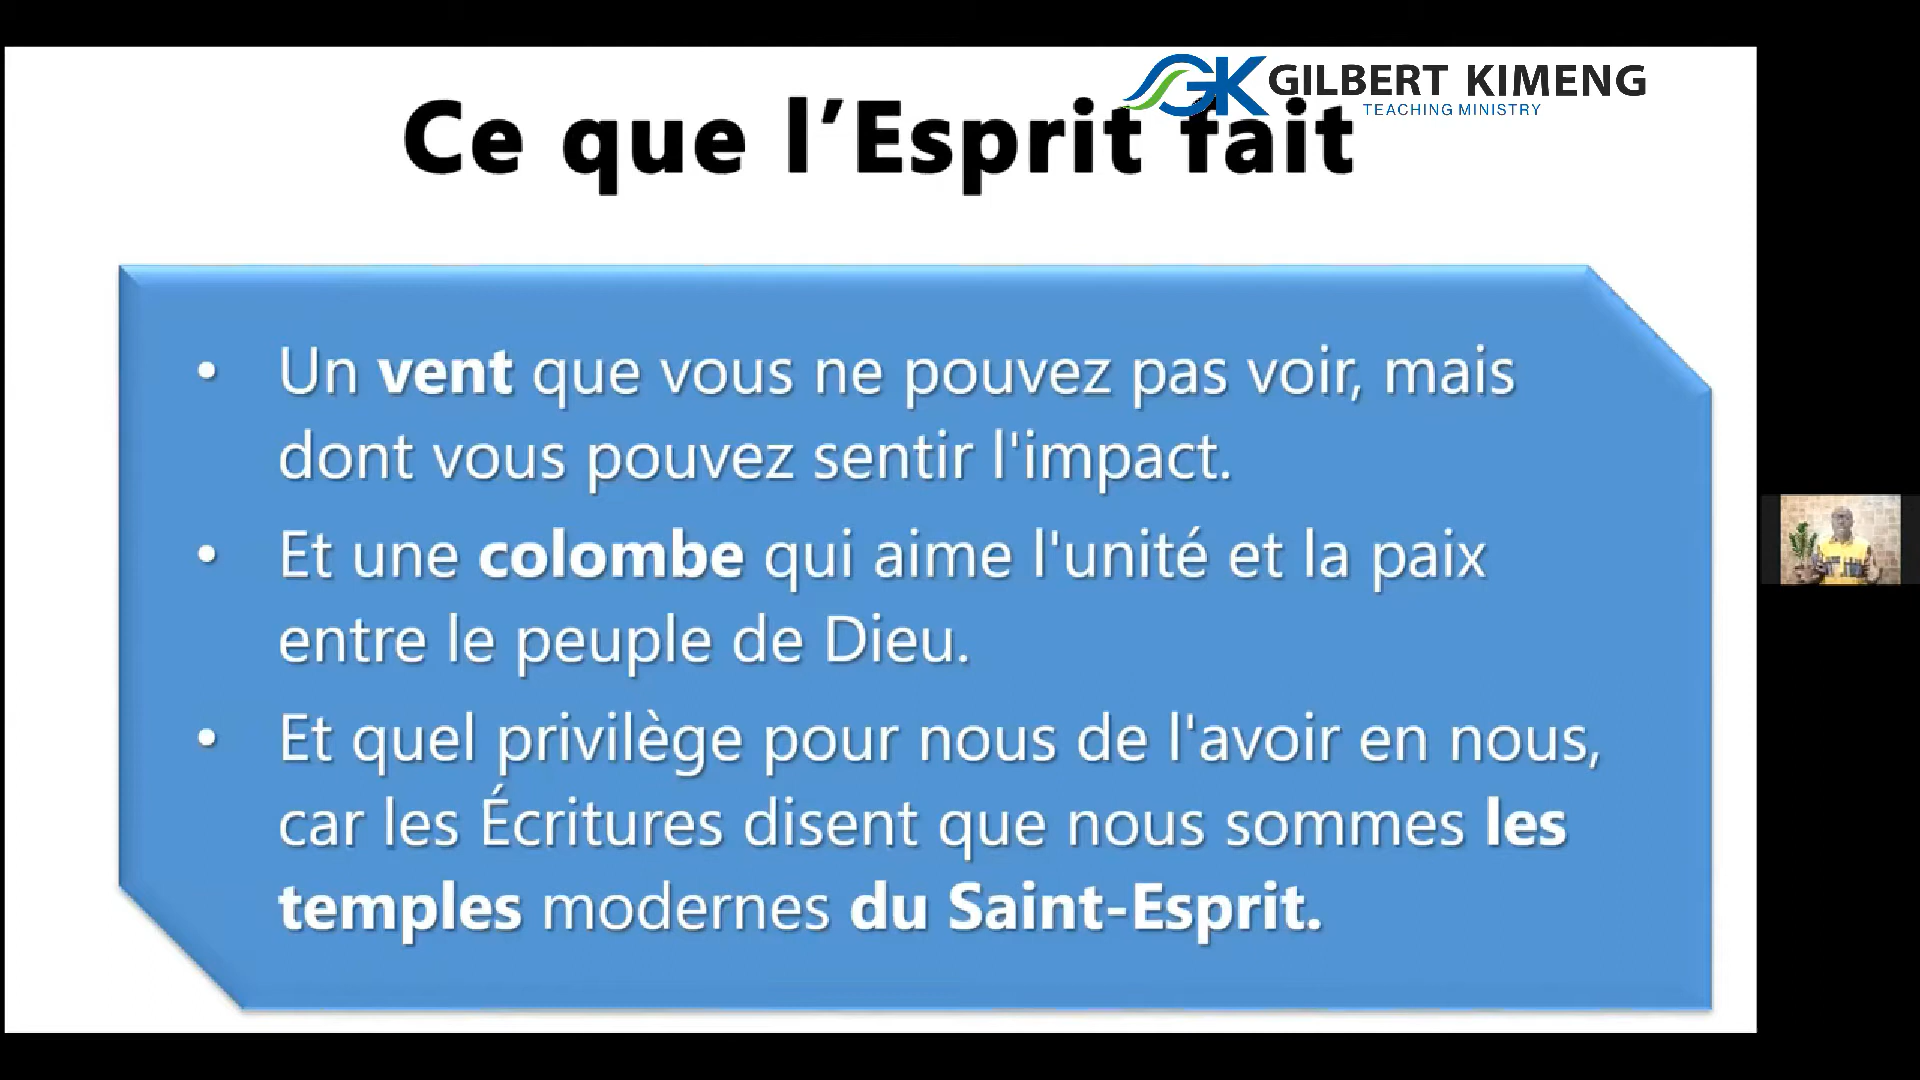 GK GILBERT KIMENG
TEACHING MINISTRY
Ce que l’Esprit fait
• Un vent que vous ne pouvez pas voir, mais
dont vous pouvez sentir l'impact.
• Et une colombe qui aime l'unité et la paix
entre le peuple de Dieu.
• Et quel privilège pour nous de l'avoir en nous,
car les Écritures disent que nous sommes les
temples modernes du Saint-Esprit.